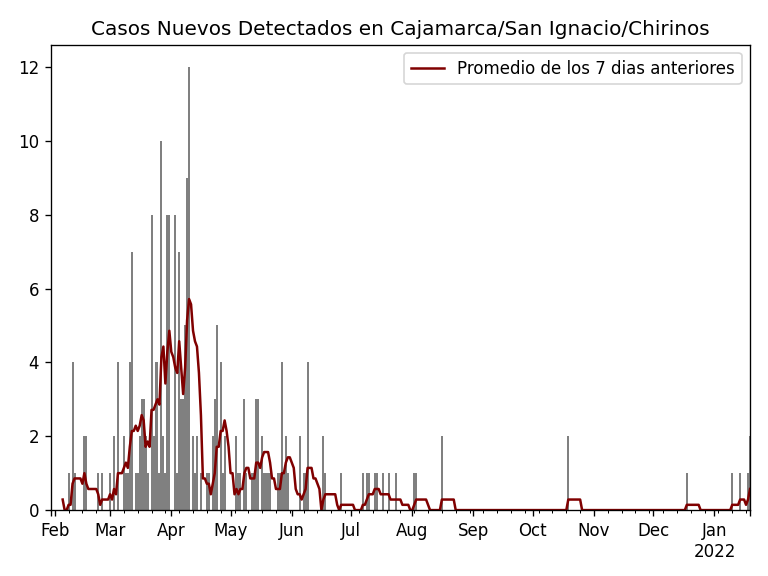 Casos Nuevos Detectados en Cajamarca/San Ignacio/Chirinos
Promedio de los 7 dias anteriores
12
10
8
6
4
2
0
Feb Mar Apr May Jun Jul Aug Sep Oct Nov Dec Jan
2022